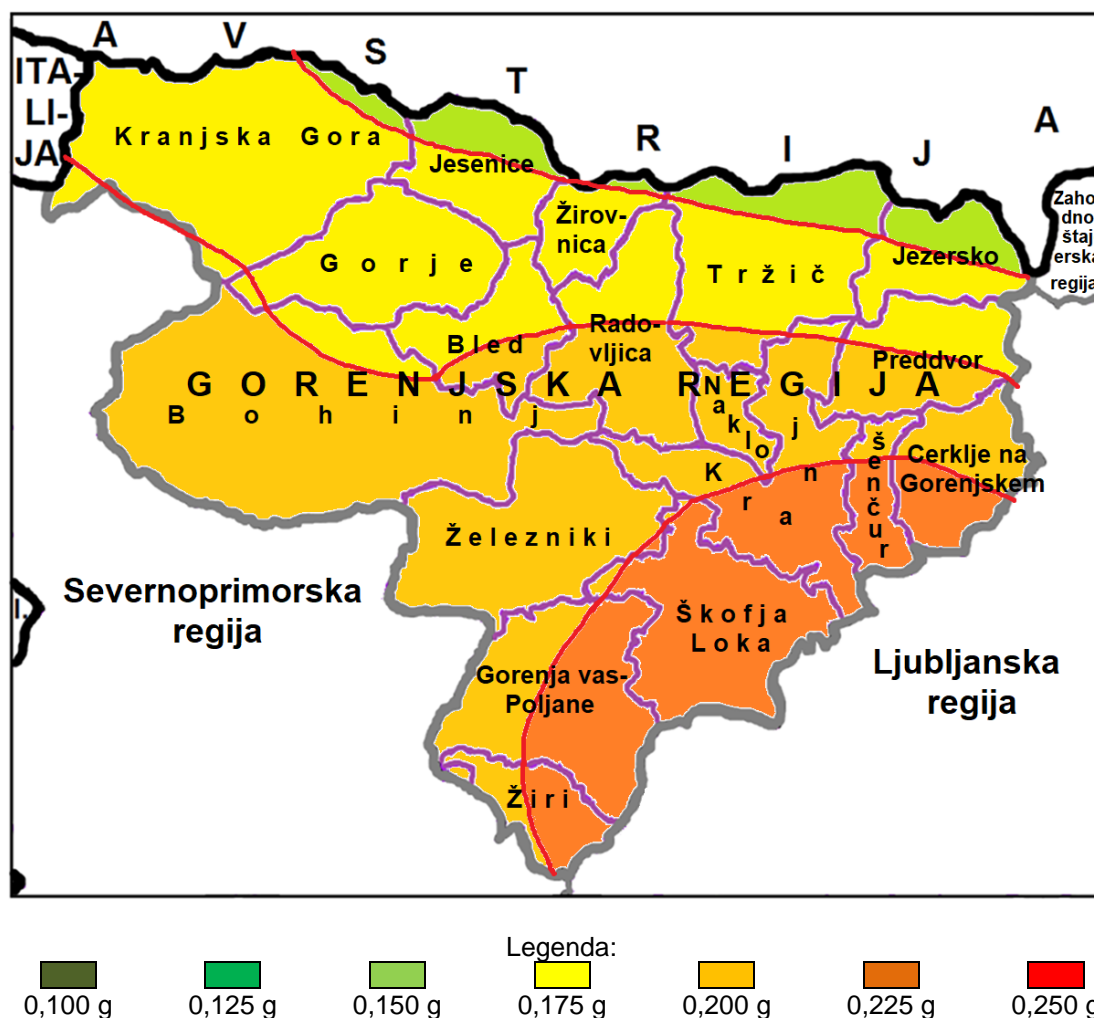 A V S T R I J A
ITA-
LI-
JA
Kranjska Gora
Jesenice
Žirov-
nica
Gorje
Tržič
Jezersko
Zaho
dno
štaj
erska
regija
Bled
Rado-
vljica
Preddvor
GORENJSKA REGIJA
Bohinj
Naklo
Kranj
Šenčur
Cerklje na
Gorenjskem
Železniki
Škofja
Loka
Gorenja vas-
Poljane
Žiri
Severnoprimorska
regija
Ljubljanska
regija
I.
Legenda:
0,100 g 0,125 g 0,150 g 0,175 g 0,200 g 0,225 g 0,250 g